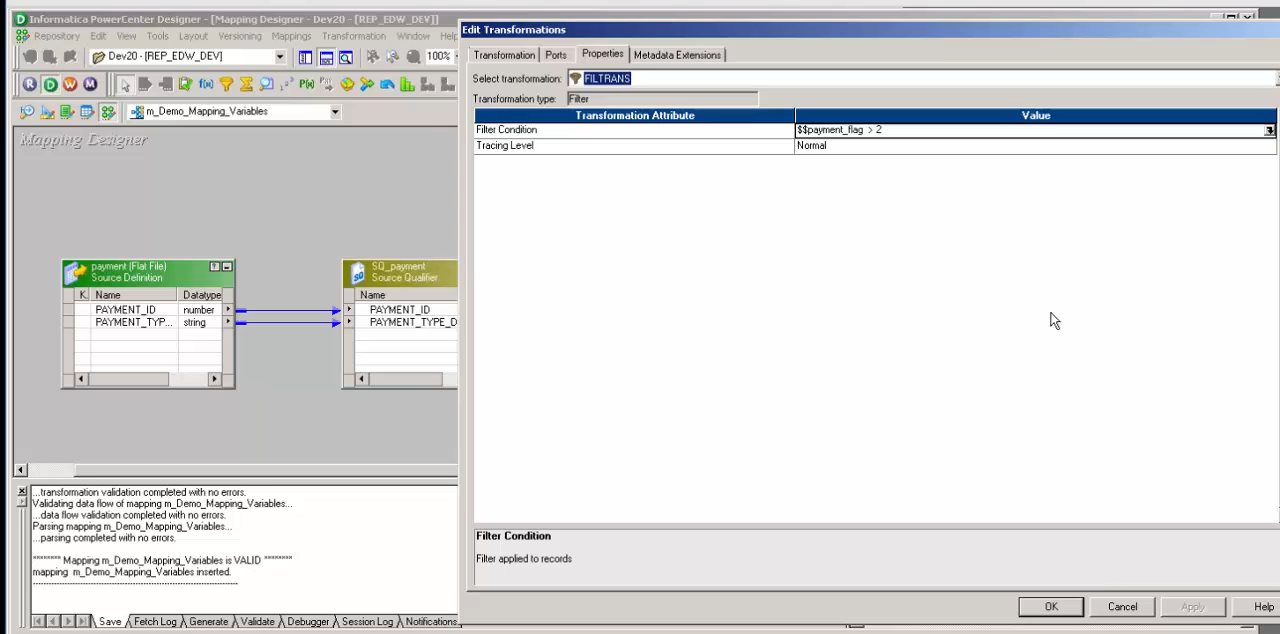 Informatica PowerCenter Designer - [Mapping Designer - Dev20 - [REP_EDW_DEV]]
Repository Edit View Tools Layout Versioning Mappings Transformation Window Help
Dev20 - [REP_EDW_DEV] 100%
m_Demo_Mapping_Variables
Mapping Designer
payment (Flat File)
Source Definition
K. Name Datatype
PAYMENT_ID number
PAYMENT_TYP... string
SQ_payment
Source Qualifier
Name
PAYMENT_ID
PAYMENT_TYPE_D
...transformation validation completed with no errors.
Validating data flow of mapping m_Demo_Mapping_Variables...
...data flow validation completed with no errors.
Parsing mapping m_Demo_Mapping_Variables...
...parsing completed with no errors.
******** Mapping m_Demo_Mapping_Variables is VALID ********
mapping m_Demo_Mapping_Variables inserted.
Save Fetch Log Generate Validate Debugger Session Log Notifications
Edit Transformations
Transformation Ports Properties Metadata Extensions
Select transformation: FILTRANS
Transformation type: Filter
Transformation Attribute Value
Filter Condition $$payment_flag > 2
Tracing Level Normal
Filter Condition
Filter applied to records
OK Cancel Apply Help